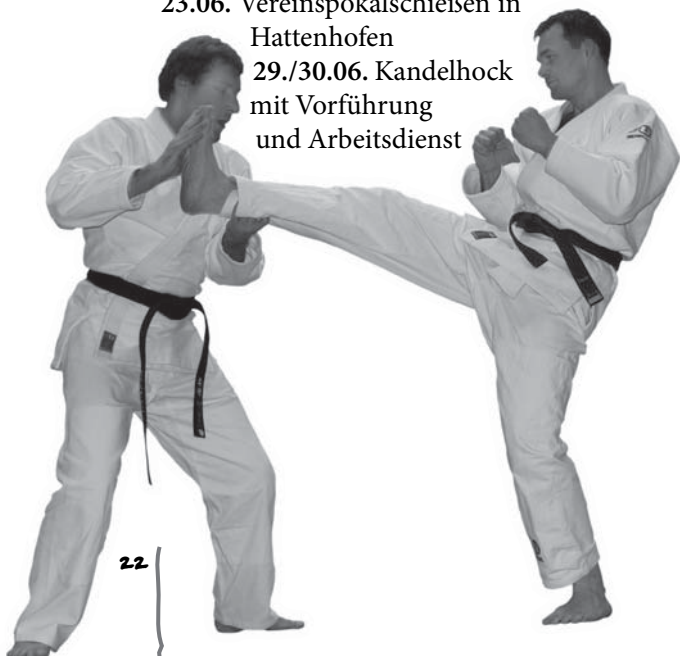 23.06. Vereinspokalschießen in
Hattenhofen
29./30.06. Kandelhock
mit Vorführung
und Arbeitsdienst
22